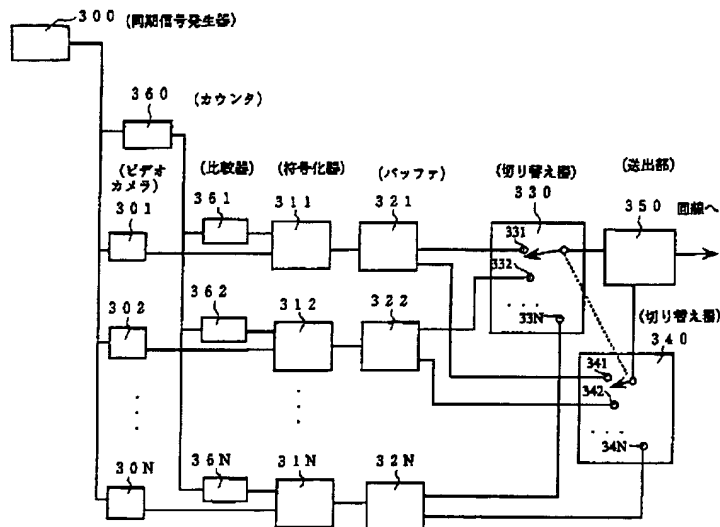 300 (同期信号発生器)
360 (カウンタ)
(ビデオカメラ) (比較器) (符号化器) (バッファ) (切り替え器) (送出部)
301 361 311 321 330 350 回線へ
331
332
. . .
33N
302 362 312 322
(切り替え器)
340
341
342
. . .
34N
30N 36N 31N 32N